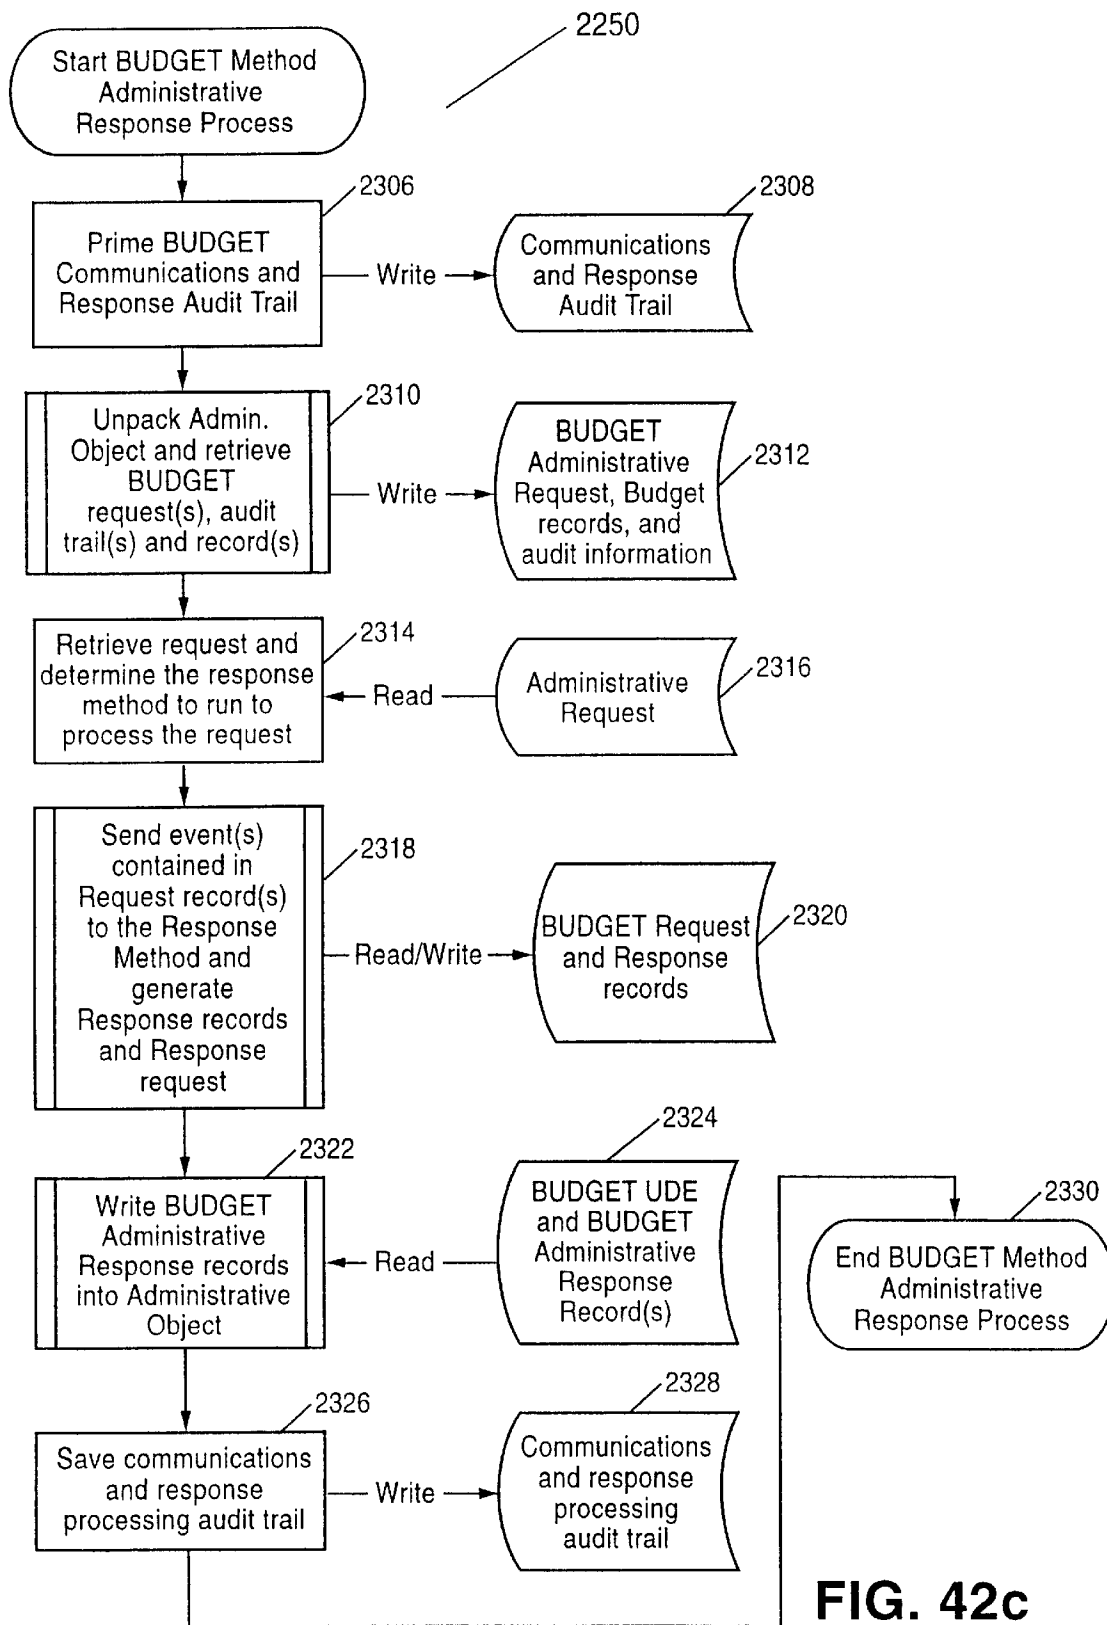 2250
Start BUDGET Method
Administrative
Response Process
2306
Prime BUDGET
Communications and
Response Audit Trail
Write
2308
Communications
and Response
Audit Trail
2310
Unpack Admin.
Object and retrieve
BUDGET
request(s), audit
trail(s) and record(s)
Write
2312
BUDGET
Administrative
Request, Budget
records, and
audit information
2314
Retrieve request and
determine the response
method to run to
process the request
Read
2316
Administrative
Request
2318
Send event(s)
contained in
Request record(s)
to the Response
Method and
generate
Response records
and Response
request
Read/Write
2320
BUDGET Request
and Response
records
2322
Write BUDGET
Administrative
Response records
into Administrative
Object
Read
2324
BUDGET UDE
and BUDGET
Administrative
Response
Record(s)
2326
Save communications
and response
processing audit trail
Write
2328
Communications
and response
processing
audit trail
2330
End BUDGET Method
Administrative
Response Process
FIG. 42c